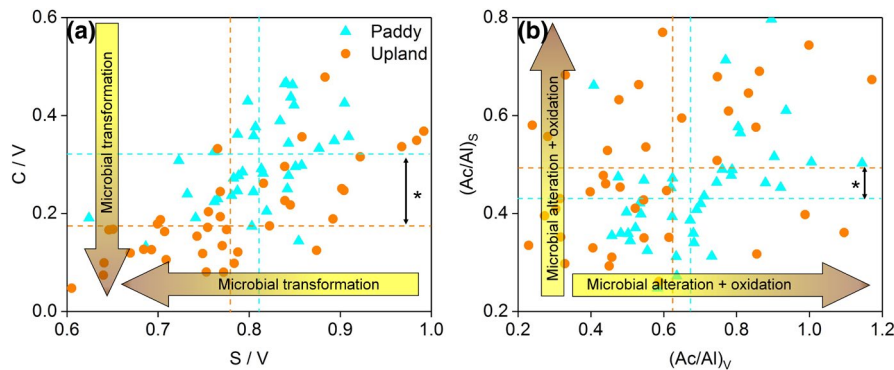 (a)
Paddy
Upland
Microbial transformation
Microbial transformation
*
C / V
0.6
0.4
0.2
0.0
0.6 0.7 0.8 0.9 1.0
S / V
(b)
Microbial alteration + oxidation
Microbial alteration + oxidation
*
(Ac/Al)S
0.8
0.6
0.4
0.2
0.2 0.4 0.6 0.8 1.0 1.2
(Ac/Al)V